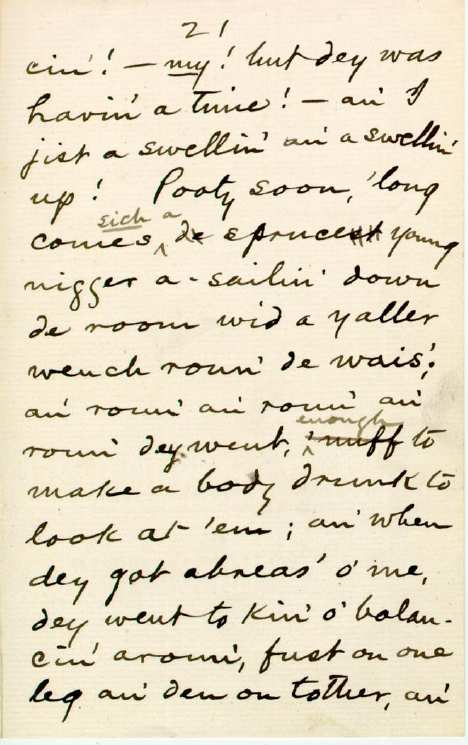 21
cin'! — my! but dey was
havin' a time! — an' I
jist a swellin' an' a swellin'
up! Pooty soon, 'long
sich a
comes de sprucest young
nigger a-sailin' down
de room wid a yaller
wench roun' de wais';
an' roun' an' roun' an'
enough
roun' dey went, 'nuff to
make a body drunk to
look at 'em; an' when
dey got abreas' o' me,
dey went to kin' o' balan-
cin' aroun', fust on one
leg an' den on tother, an'